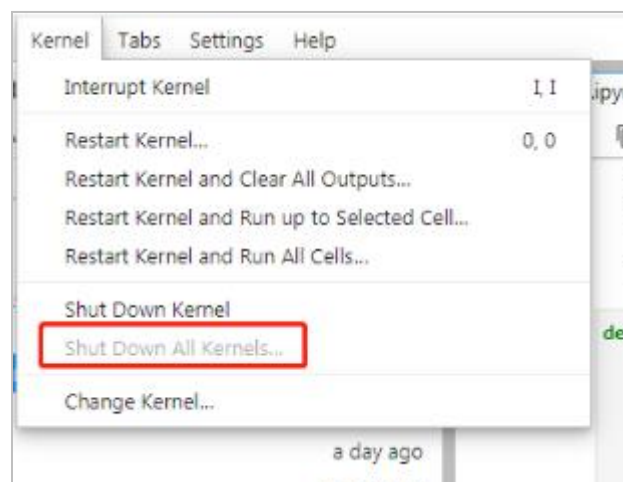 Kernel Tabs Settings Help
Interrupt Kernel I, I
Restart Kernel... 0, 0
Restart Kernel and Clear All Outputs...
Restart Kernel and Run up to Selected Cell...
Restart Kernel and Run All Cells...
Shut Down Kernel
Shut Down All Kernels...
Change Kernel...
a day ago